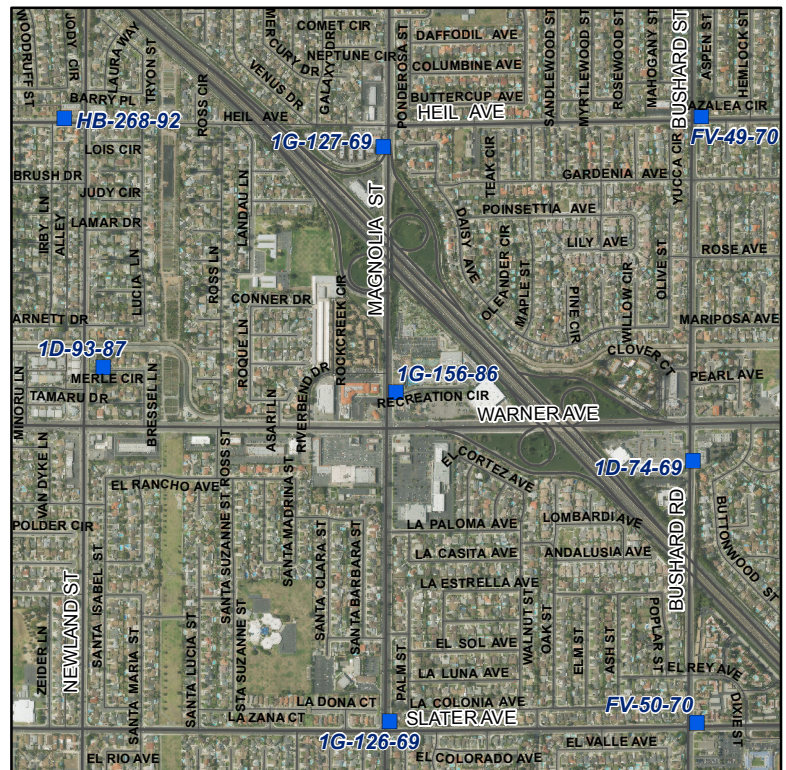 WOODRUFF ST
JODY CIR
LAURA WAY
TRYON ST
MERCURY DR
COMET CIR
NEPTUNE CIR
VENUS DR
GALAXY DR
PONDEROSA ST
DAFFODIL AVE
COLUMBINE AVE
BUTTERCUP AVE
SANDLEWOOD ST
MYRTLEWOOD ST
ROSEWOOD ST
MAHOGANY ST
BUSHARD ST
ASPEN ST
HEMLOCK ST
BARRY PL
ROSS CIR
HEIL AVE
HEIL AVE
AZALEA CIR
HB-268-92
1G-127-69
FV-49-70
LOIS CIR
BRUSH DR
JUDY CIR
LAMAR DR
IRBY LN
ALLEY
LUCIA LN
LANDAU LN
ROSS LN
MAGNOLIA ST
TEAK CIR
GARDENIA AVE
YUCCA CIR
POINSETTIA AVE
DAISY AVE
LILY AVE
OLEANDER CIR
MAPLE ST
PINE CIR
WILLOW CIR
OLIVE ST
ROSE AVE
CONNER DR
ROCKCREEK CIR
ARNETT DR
MARIPOSA AVE
ROQUE LN
1D-93-87
CLOVER CT
MERLE CIR
1G-156-86
PEARL AVE
MINORU LN
TAMARU DR
BRESSEL LN
ASARI LN
RIVERBEND DR
RECREATION CIR
WARNER AVE
VAN DYKE LN
ROSS ST
EL CORTEZ AVE
1D-74-69
EL RANCHO AVE
SANTA MADRINA ST
BUSHARD RD
BUTTONWOOD ST
POLDER CIR
SANTA SUZANNE ST
SANTA CLARA ST
SANTA BARBARA ST
LA PALOMA AVE
LOMBARDI AVE
LA CASITA AVE
ANDALUSIA AVE
LA ESTRELLA AVE
NEWLAND ST
SANTA ISABEL ST
ZEIDER LN
SANTA MARIA ST
SANTA LUCIA ST
STA SUZANNE ST
WALNUT ST
OAK ST
ELM ST
ASH ST
POPLAR ST
EL SOL AVE
PALM ST
LA LUNA AVE
EL REY AVE
LA DONA CT
LA COLONIA AVE
DIXIE ST
LA ZANA CT
SLATER AVE
FV-50-70
1G-126-69
EL VALLE AVE
EL RIO AVE
EL COLORADO AVE